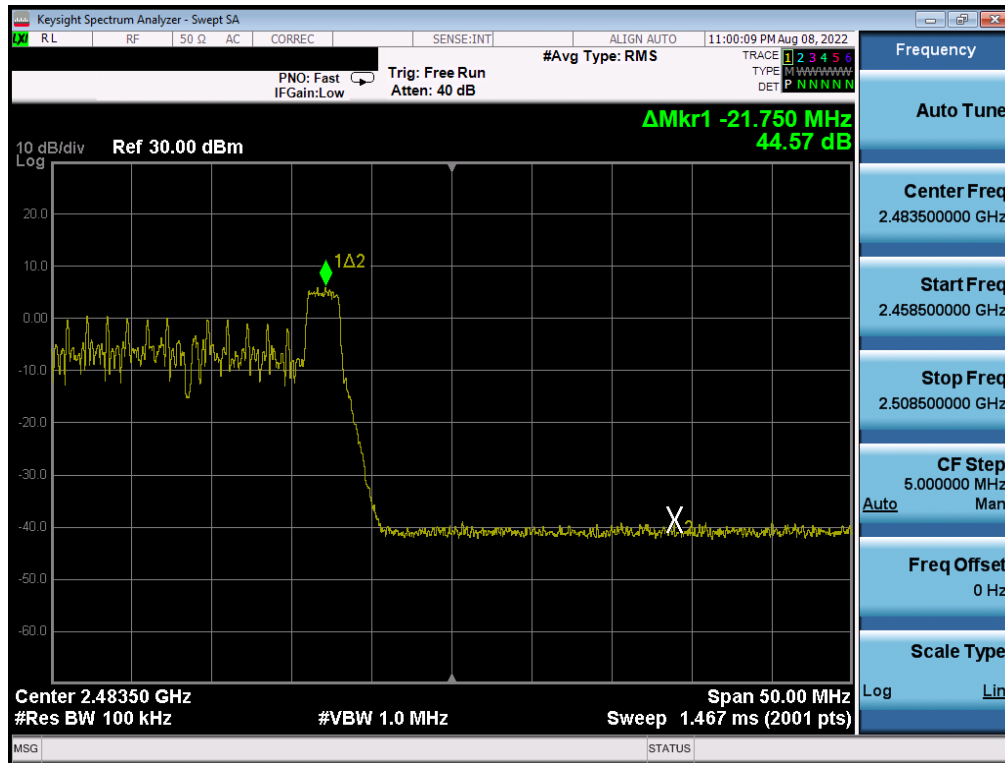 Keysight Spectrum Analyzer - Swept SA
LXI RL RF 50 Ω AC CORREC SENSE:INT ALIGN AUTO 11:00:09 PM Aug 08, 2022
#Avg Type: RMS TRACE 1 2 3 4 5 6
PNO: Fast Trig: Free Run TYPE M WWWWW
IFGain:Low Atten: 40 dB DET P N N N N N
ΔMkr1 -21.750 MHz
44.57 dB
10 dB/div Ref 30.00 dBm
Log
20.0
10.0
0.00
-10.0
-20.0
-30.0
-40.0
-50.0
-60.0
1Δ2
X2
Center 2.48350 GHz Span 50.00 MHz
#Res BW 100 kHz #VBW 1.0 MHz Sweep 1.467 ms (2001 pts)
MSG STATUS
Frequency
Auto Tune
Center Freq
2.483500000 GHz
Start Freq
2.458500000 GHz
Stop Freq
2.508500000 GHz
CF Step
5.000000 MHz
Auto Man
Freq Offset
0 Hz
Scale Type
Log Lin